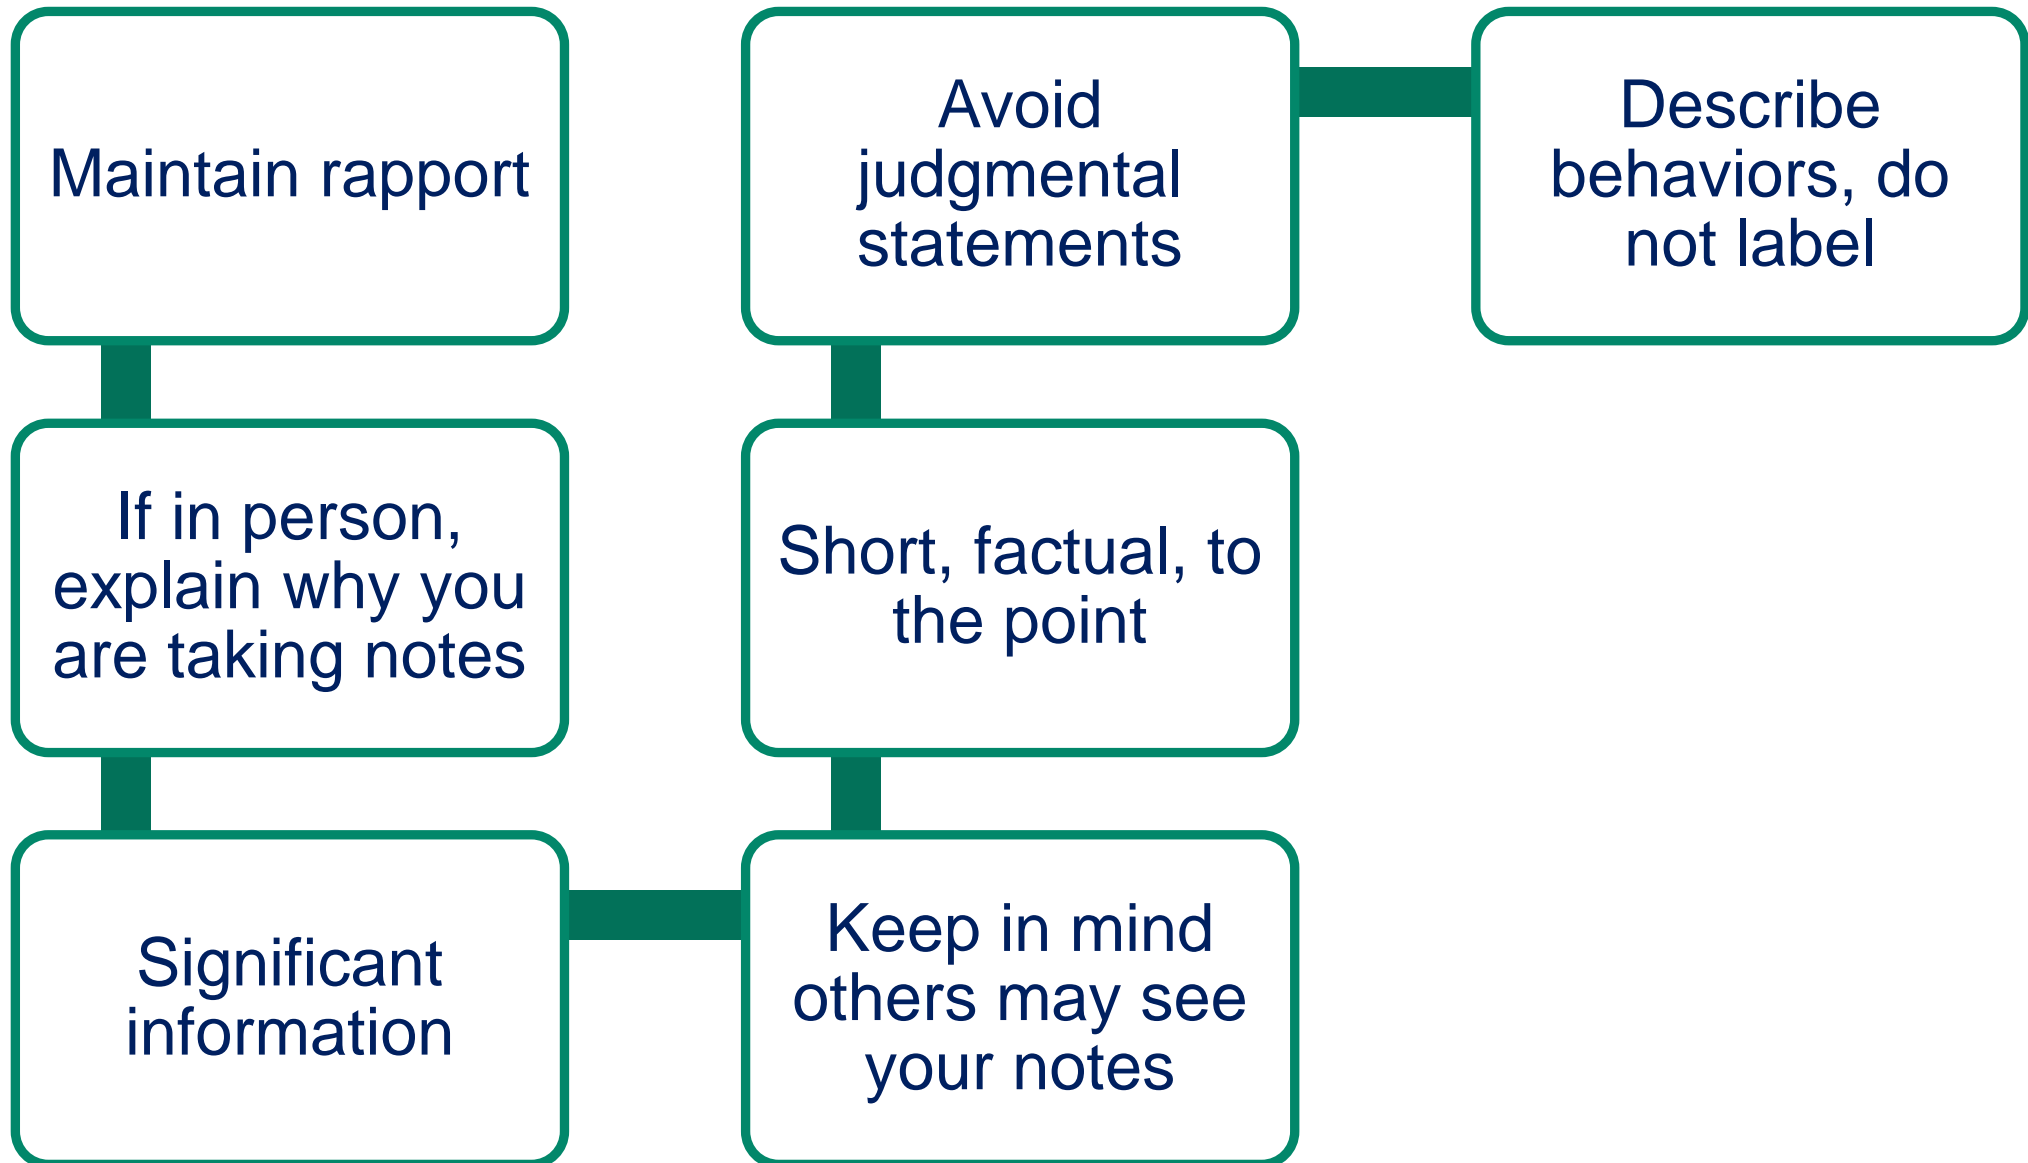 Maintain rapport
If in person,
explain why you
are taking notes
Significant
information
Keep in mind
others may see
your notes
Short, factual, to
the point
Avoid
judgmental
statements
Describe
behaviors, do
not label